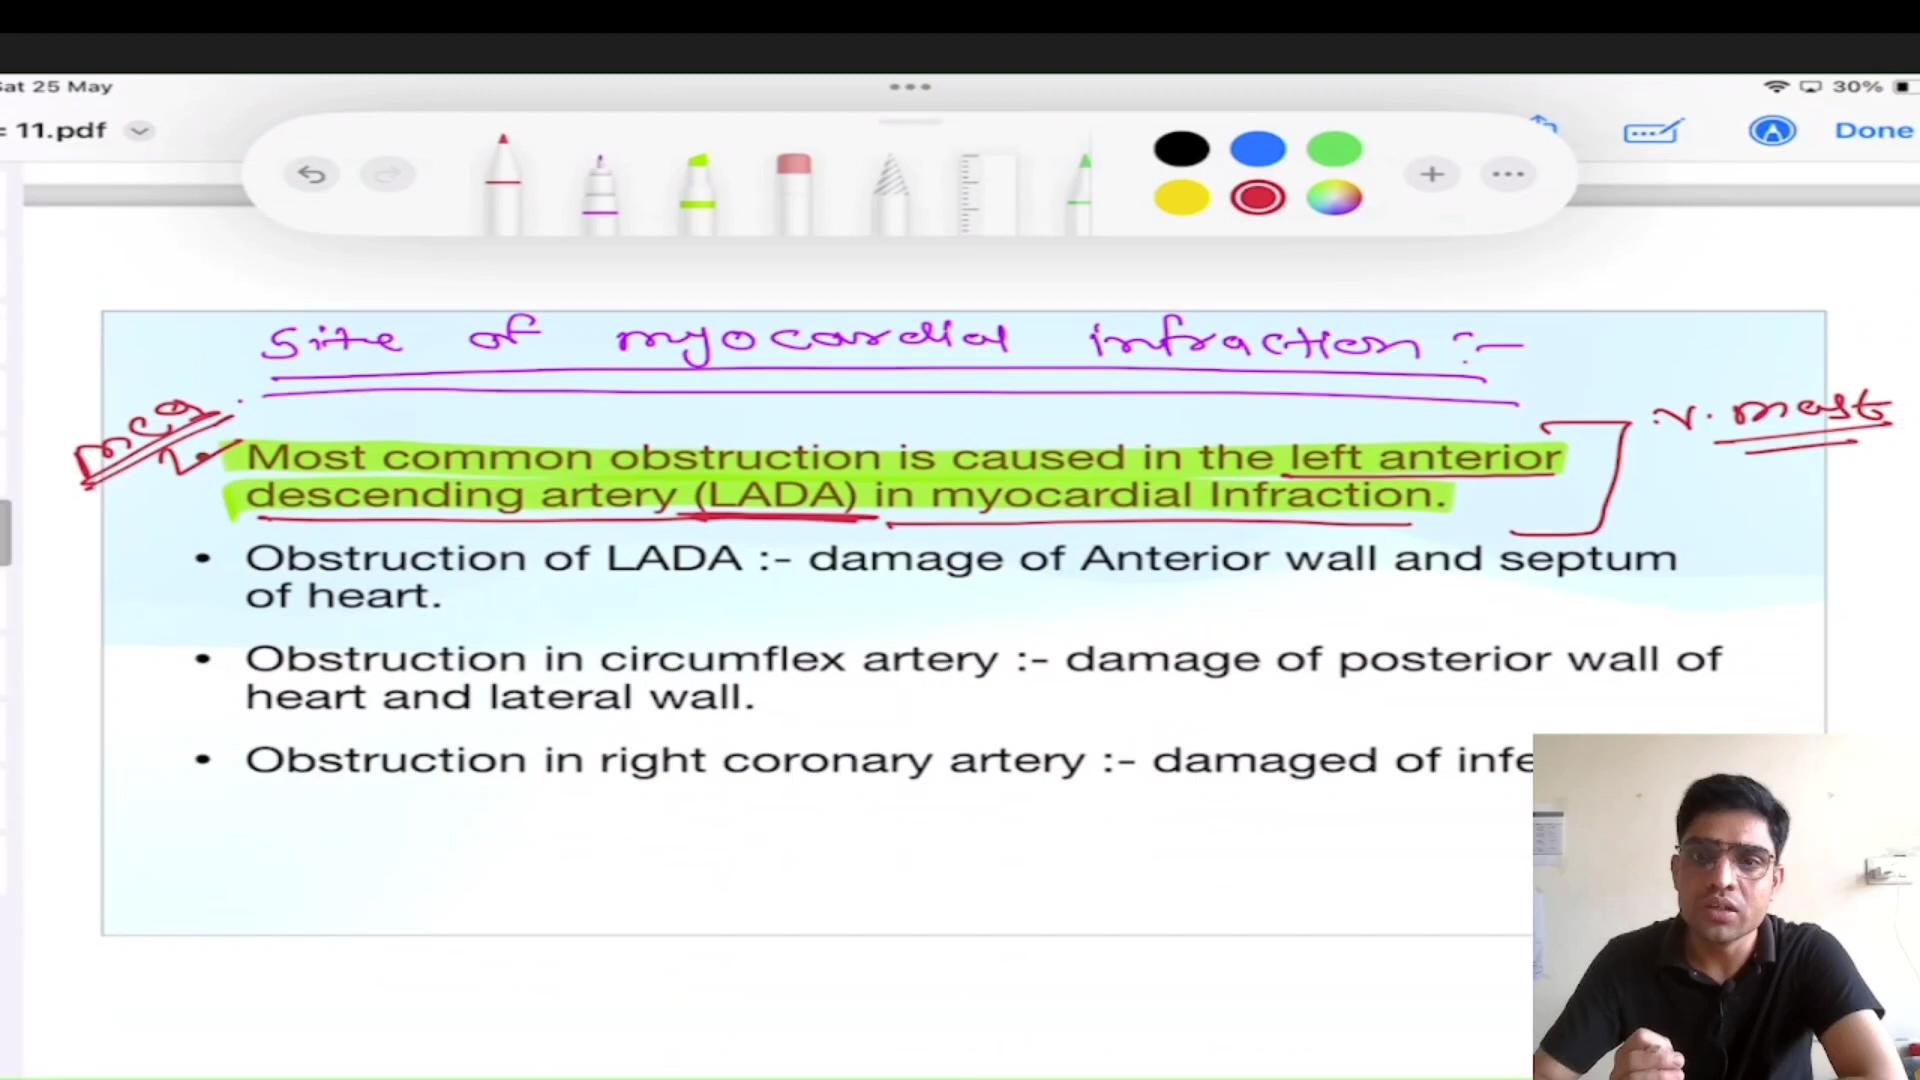 Sat 25 May
30%
= 11.pdf
Done
site of myocardial infraction :-
MCQ
v. most
• Most common obstruction is caused in the left anterior
descending artery (LADA) in myocardial Infraction.
• Obstruction of LADA :- damage of Anterior wall and septum
of heart.
• Obstruction in circumflex artery :- damage of posterior wall of
heart and lateral wall.
• Obstruction in right coronary artery :- damaged of infe